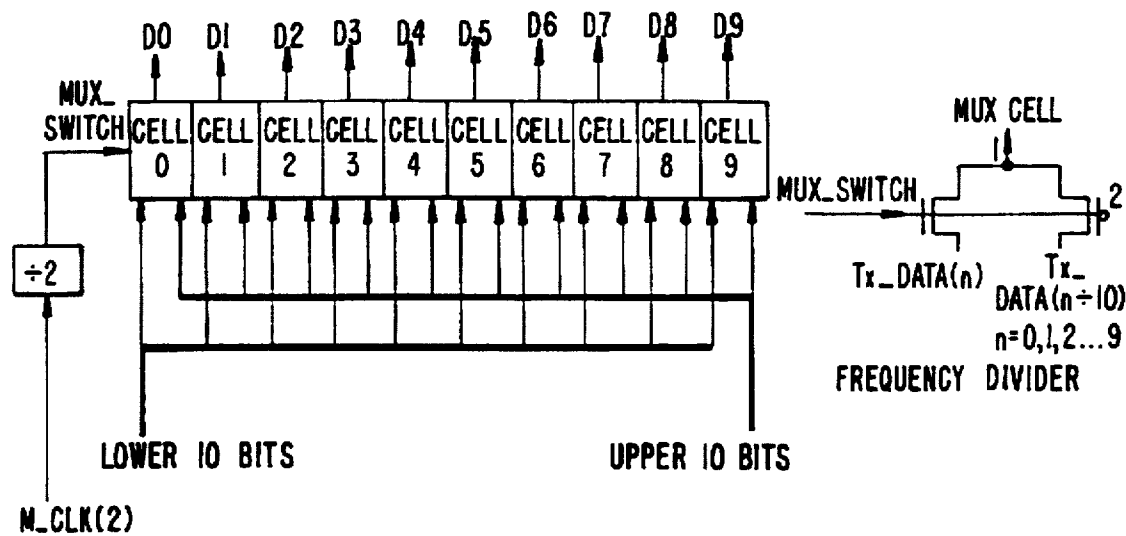 D0 D1 D2 D3 D4 D5 D6 D7 D8 D9
MUX_
SWITCH
CELL 0
CELL 1
CELL 2
CELL 3
CELL 4
CELL 5
CELL 6
CELL 7
CELL 8
CELL 9
÷2
LOWER 10 BITS
UPPER 10 BITS
M_CLK(2)
MUX CELL
1
MUX_SWITCH
2
Tx_DATA(n)
Tx_
DATA(n÷10)
n=0,1,2...9
FREQUENCY DIVIDER